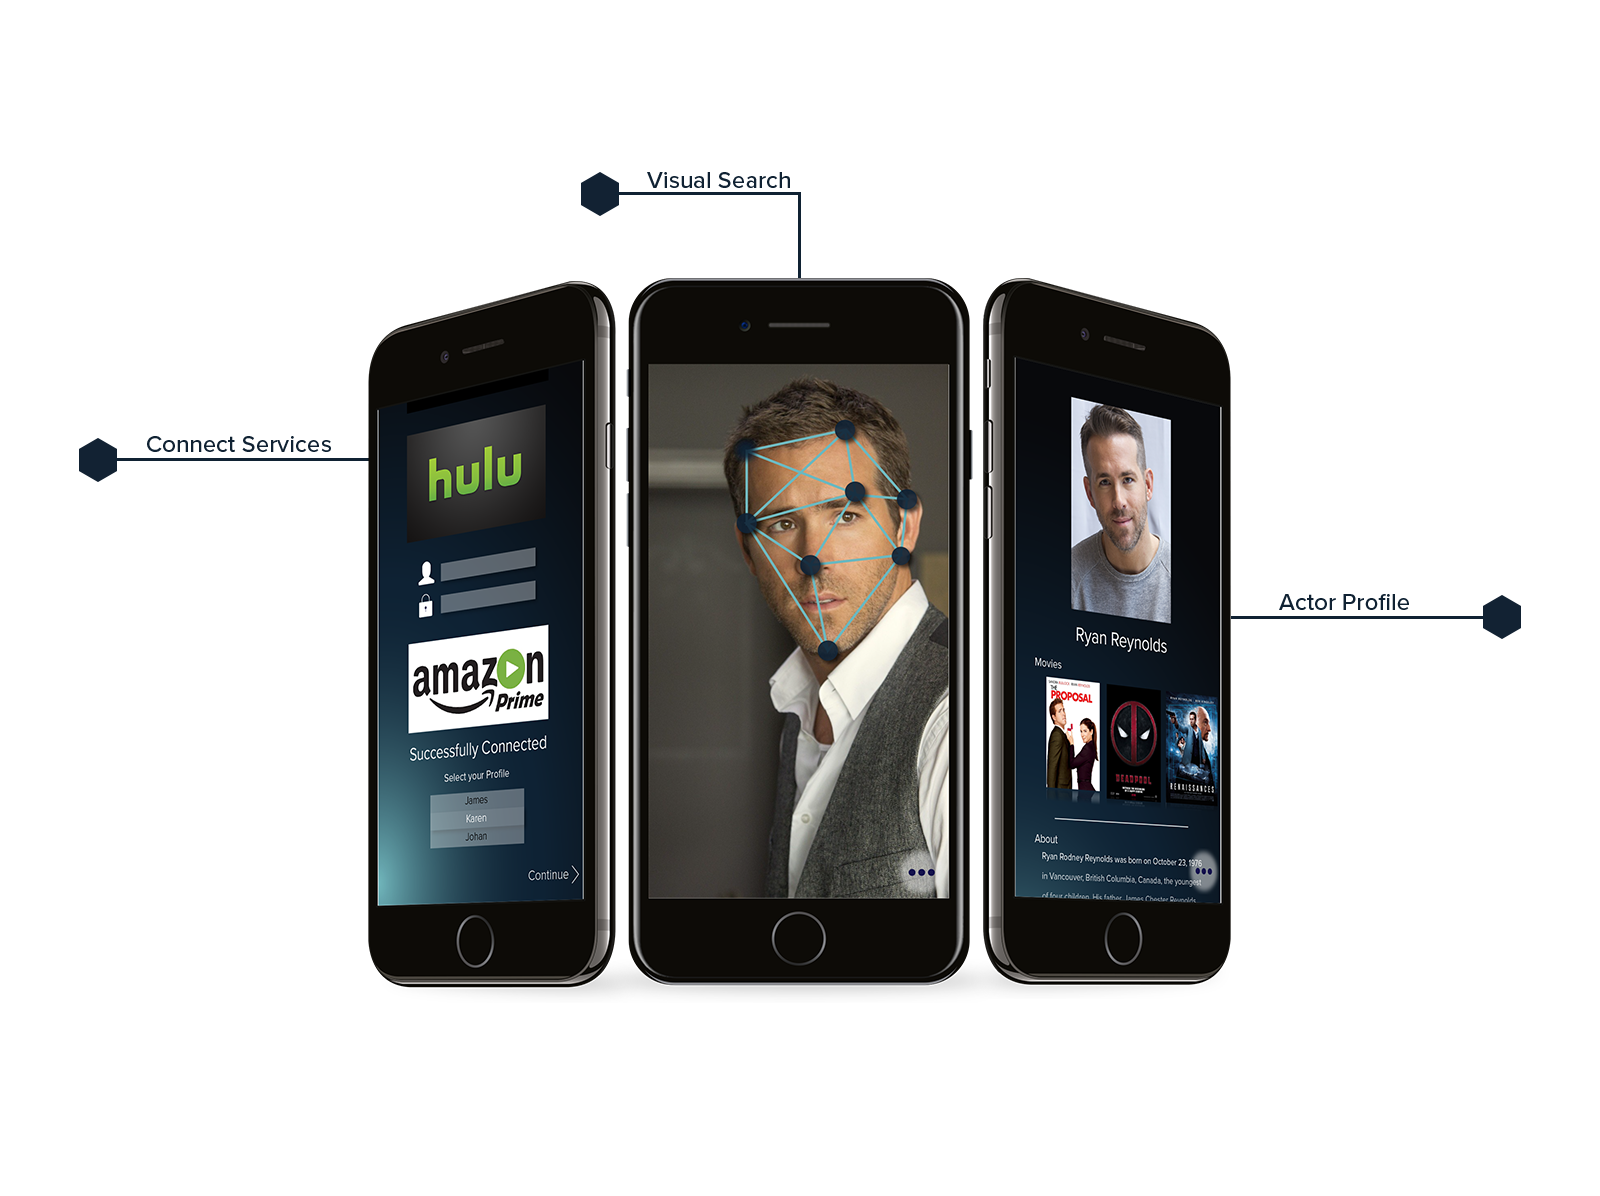 Visual Search
Connect Services
hulu
amazon
Prime
Successfully Connected
Select your Profile
James
Karen
Johan
Continue
Actor Profile
Ryan Reynolds
Movies
THE PROPOSAL
DEADPOOL
RENAISSANCES
About
Ryan Rodney Reynolds was born on October 23, 1976
in Vancouver, British Columbia, Canada, the youngest
of four children. His father, James Chester Reynolds,